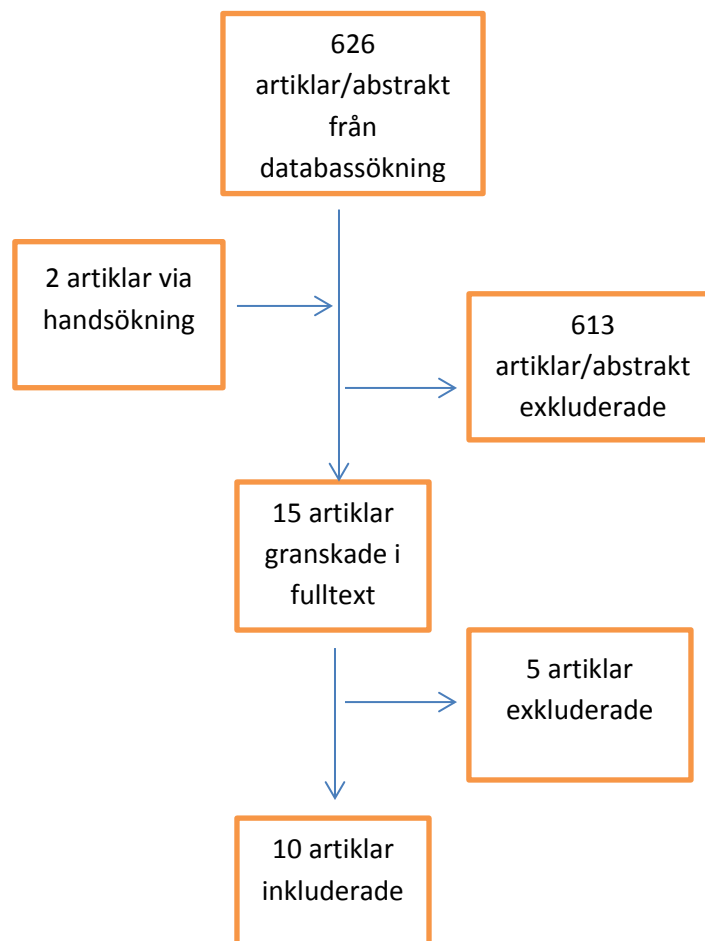 626
artiklar/abstrakt
från
databassökning
2 artiklar via
handsökning
613
artiklar/abstrakt
exkluderade
15 artiklar
granskade i
fulltext
5 artiklar
exkluderade
10 artiklar
inkluderade